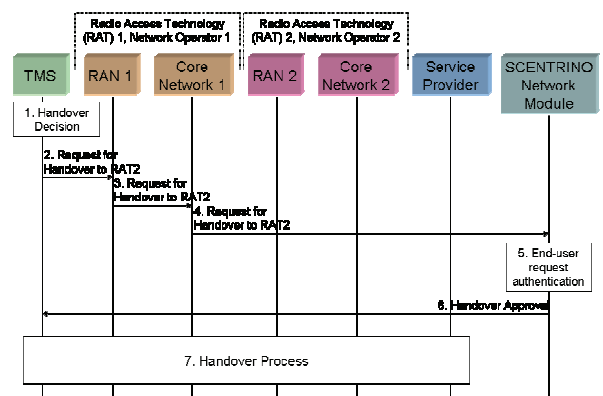 Radio Access Technology
(RAT) 1, Network Operator 1
Radio Access Technology
(RAT) 2, Network Operator 2
TMS
RAN 1
Core
Network 1
RAN 2
Core
Network 2
Service
Provider
SCENTRINO
Network
Module
1. Handover
Decision
2. Request for
Handover to RAT2
3. Request for
Handover to RAT2
4. Request for
Handover to RAT2
5. End-user
request
authentication
6. Handover Approval
7. Handover Process